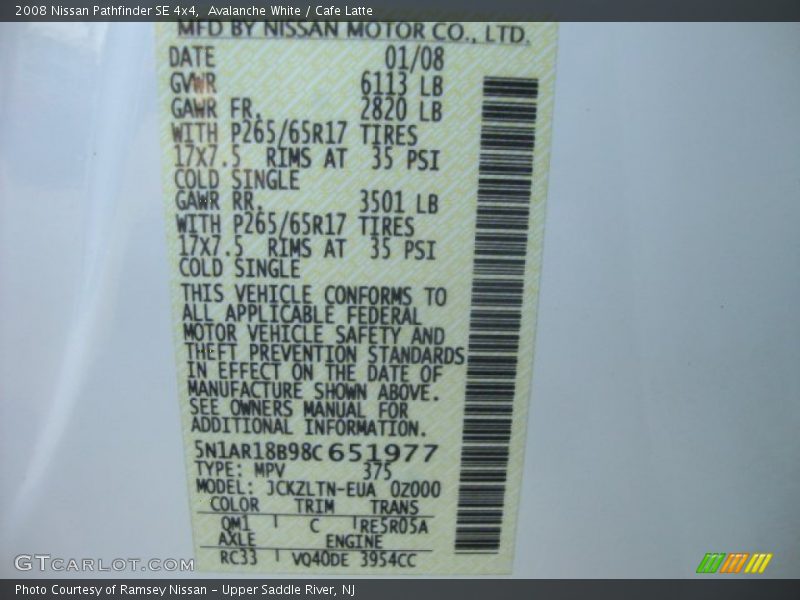 2008 Nissan Pathfinder SE 4x4, Avalanche White / Cafe Latte
MFD BY NISSAN MOTOR CO., LTD.
DATE 01/08
GVWR 6113 LB
GAWR FR. 2820 LB
WITH P265/65R17 TIRES
17X7.5 RIMS AT 35 PSI
COLD SINGLE
GAWR RR. 3501 LB
WITH P265/65R17 TIRES
17X7.5 RIMS AT 35 PSI
COLD SINGLE
THIS VEHICLE CONFORMS TO
ALL APPLICABLE FEDERAL
MOTOR VEHICLE SAFETY AND
THEFT PREVENTION STANDARDS
IN EFFECT ON THE DATE OF
MANUFACTURE SHOWN ABOVE.
SEE OWNERS MANUAL FOR
ADDITIONAL INFORMATION.
5N1AR18B98C651977
TYPE: MPV 375
MODEL: JCKZLTN-EUA 0Z000
COLOR TRIM TRANS
QM1 C RE5R05A
AXLE ENGINE
RC33 VQ40DE 3954CC
GTCARLOT.COM
Photo Courtesy of Ramsey Nissan - Upper Saddle River, NJ